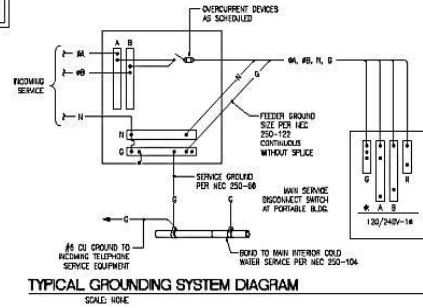 OVERCURRENT DEVICES
AS SCHEDULED
A B
ØA
ØB
INCOMING
SERVICE
N
ØA, ØB, N, G
N
G
N
G
FEEDER GROUND
SIZE PER NEC
250-122
CONTINUOUS
WITHOUT SPLICE
SERVICE GROUND
PER NEC 250-66
MAIN SERVICE
DISCONNECT SWITCH
AT PORTABLE BLDG.
G A B N
120/240V-1Ø
G G
G
#6 CU GROUND TO
INCOMING TELEPHONE
SERVICE EQUIPMENT
BOND TO MAIN INTERIOR COLD
WATER SERVICE PER NEC 250-104
TYPICAL GROUNDING SYSTEM DIAGRAM
SCALE: NONE